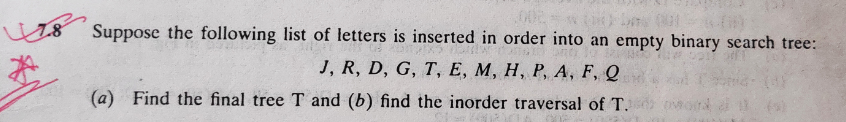 7.8 Suppose the following list of letters is inserted in order into an empty binary search tree:
J, R, D, G, T, E, M, H, P, A, F, Q
(a) Find the final tree T and (b) find the inorder traversal of T.